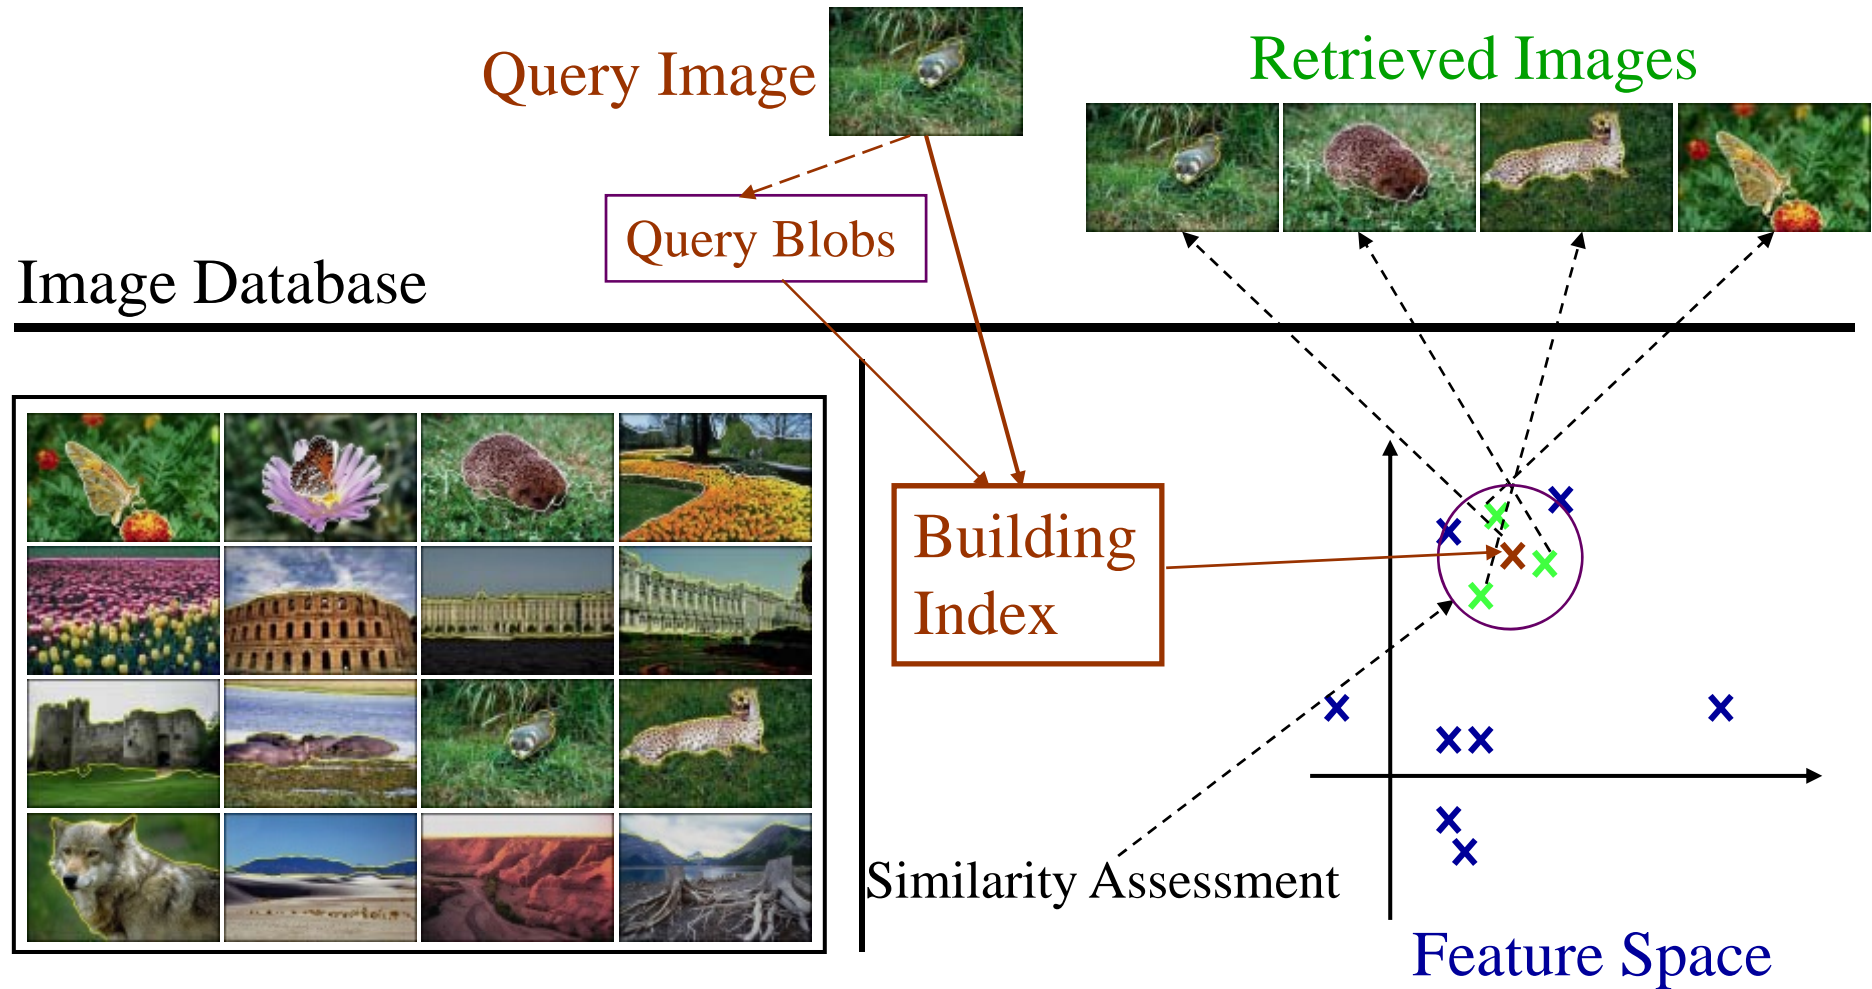 Query Image
Retrieved Images
Query Blobs
Image Database
Building
Index
Similarity Assessment
Feature Space